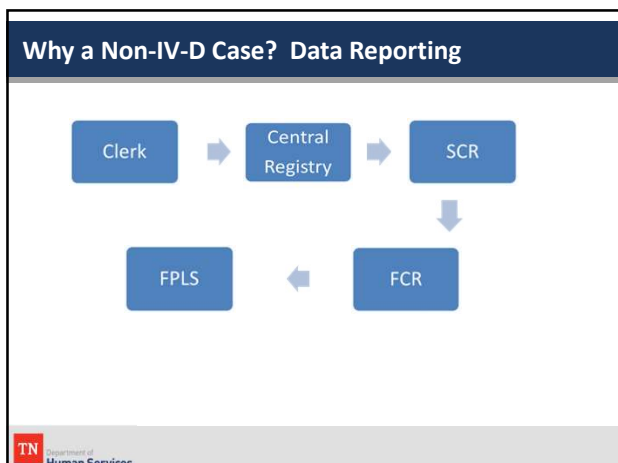 Why a Non-IV-D Case? Data Reporting
Clerk
Central
Registry
SCR
FPLS
FCR
TN
Department of
Human Services